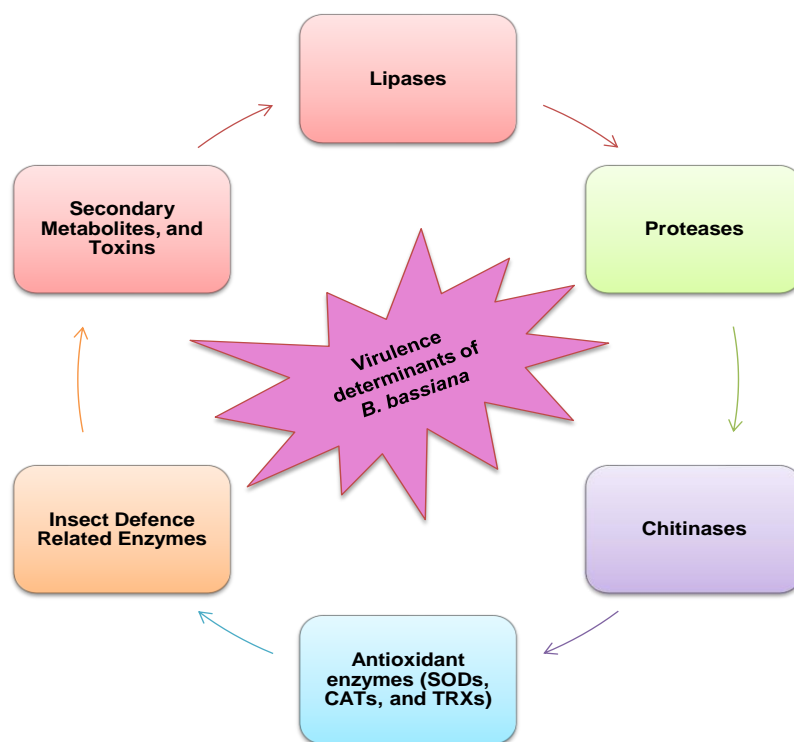 Lipases
Secondary
Metabolites, and
Toxins
Proteases
Virulence
determinants of
B. bassiana
Insect Defence
Related Enzymes
Chitinases
Antioxidant
enzymes (SODs,
CATs, and TRXs)